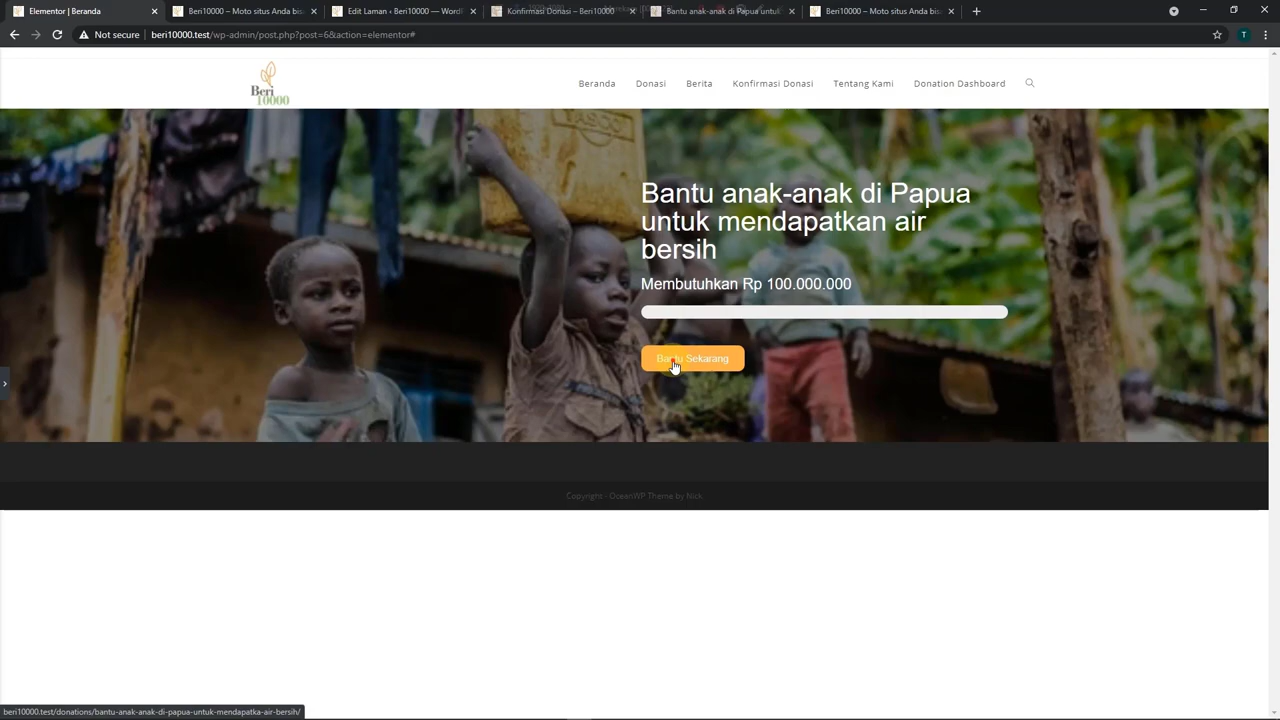 Elementor | Beranda
Beri10000 – Moto situs Anda bis
Edit Laman ‹ Beri10000 — WordP
Konfirmasi Donasi – Beri10000
Bantu anak-anak di Papua untuk
Beri10000 – Moto situs Anda bis
Not secure
beri10000.test/wp-admin/post.php?post=6&action=elementor#
T
Beri
10000
Beranda
Donasi
Berita
Konfirmasi Donasi
Tentang Kami
Donation Dashboard
Bantu anak-anak di Papua
untuk mendapatkan air
bersih
Membutuhkan Rp 100.000.000
Bantu Sekarang
Copyright - OceanWP Theme by Nick
beri10000.test/donations/bantu-anak-anak-di-papua-untuk-mendapatka-air-bersih/